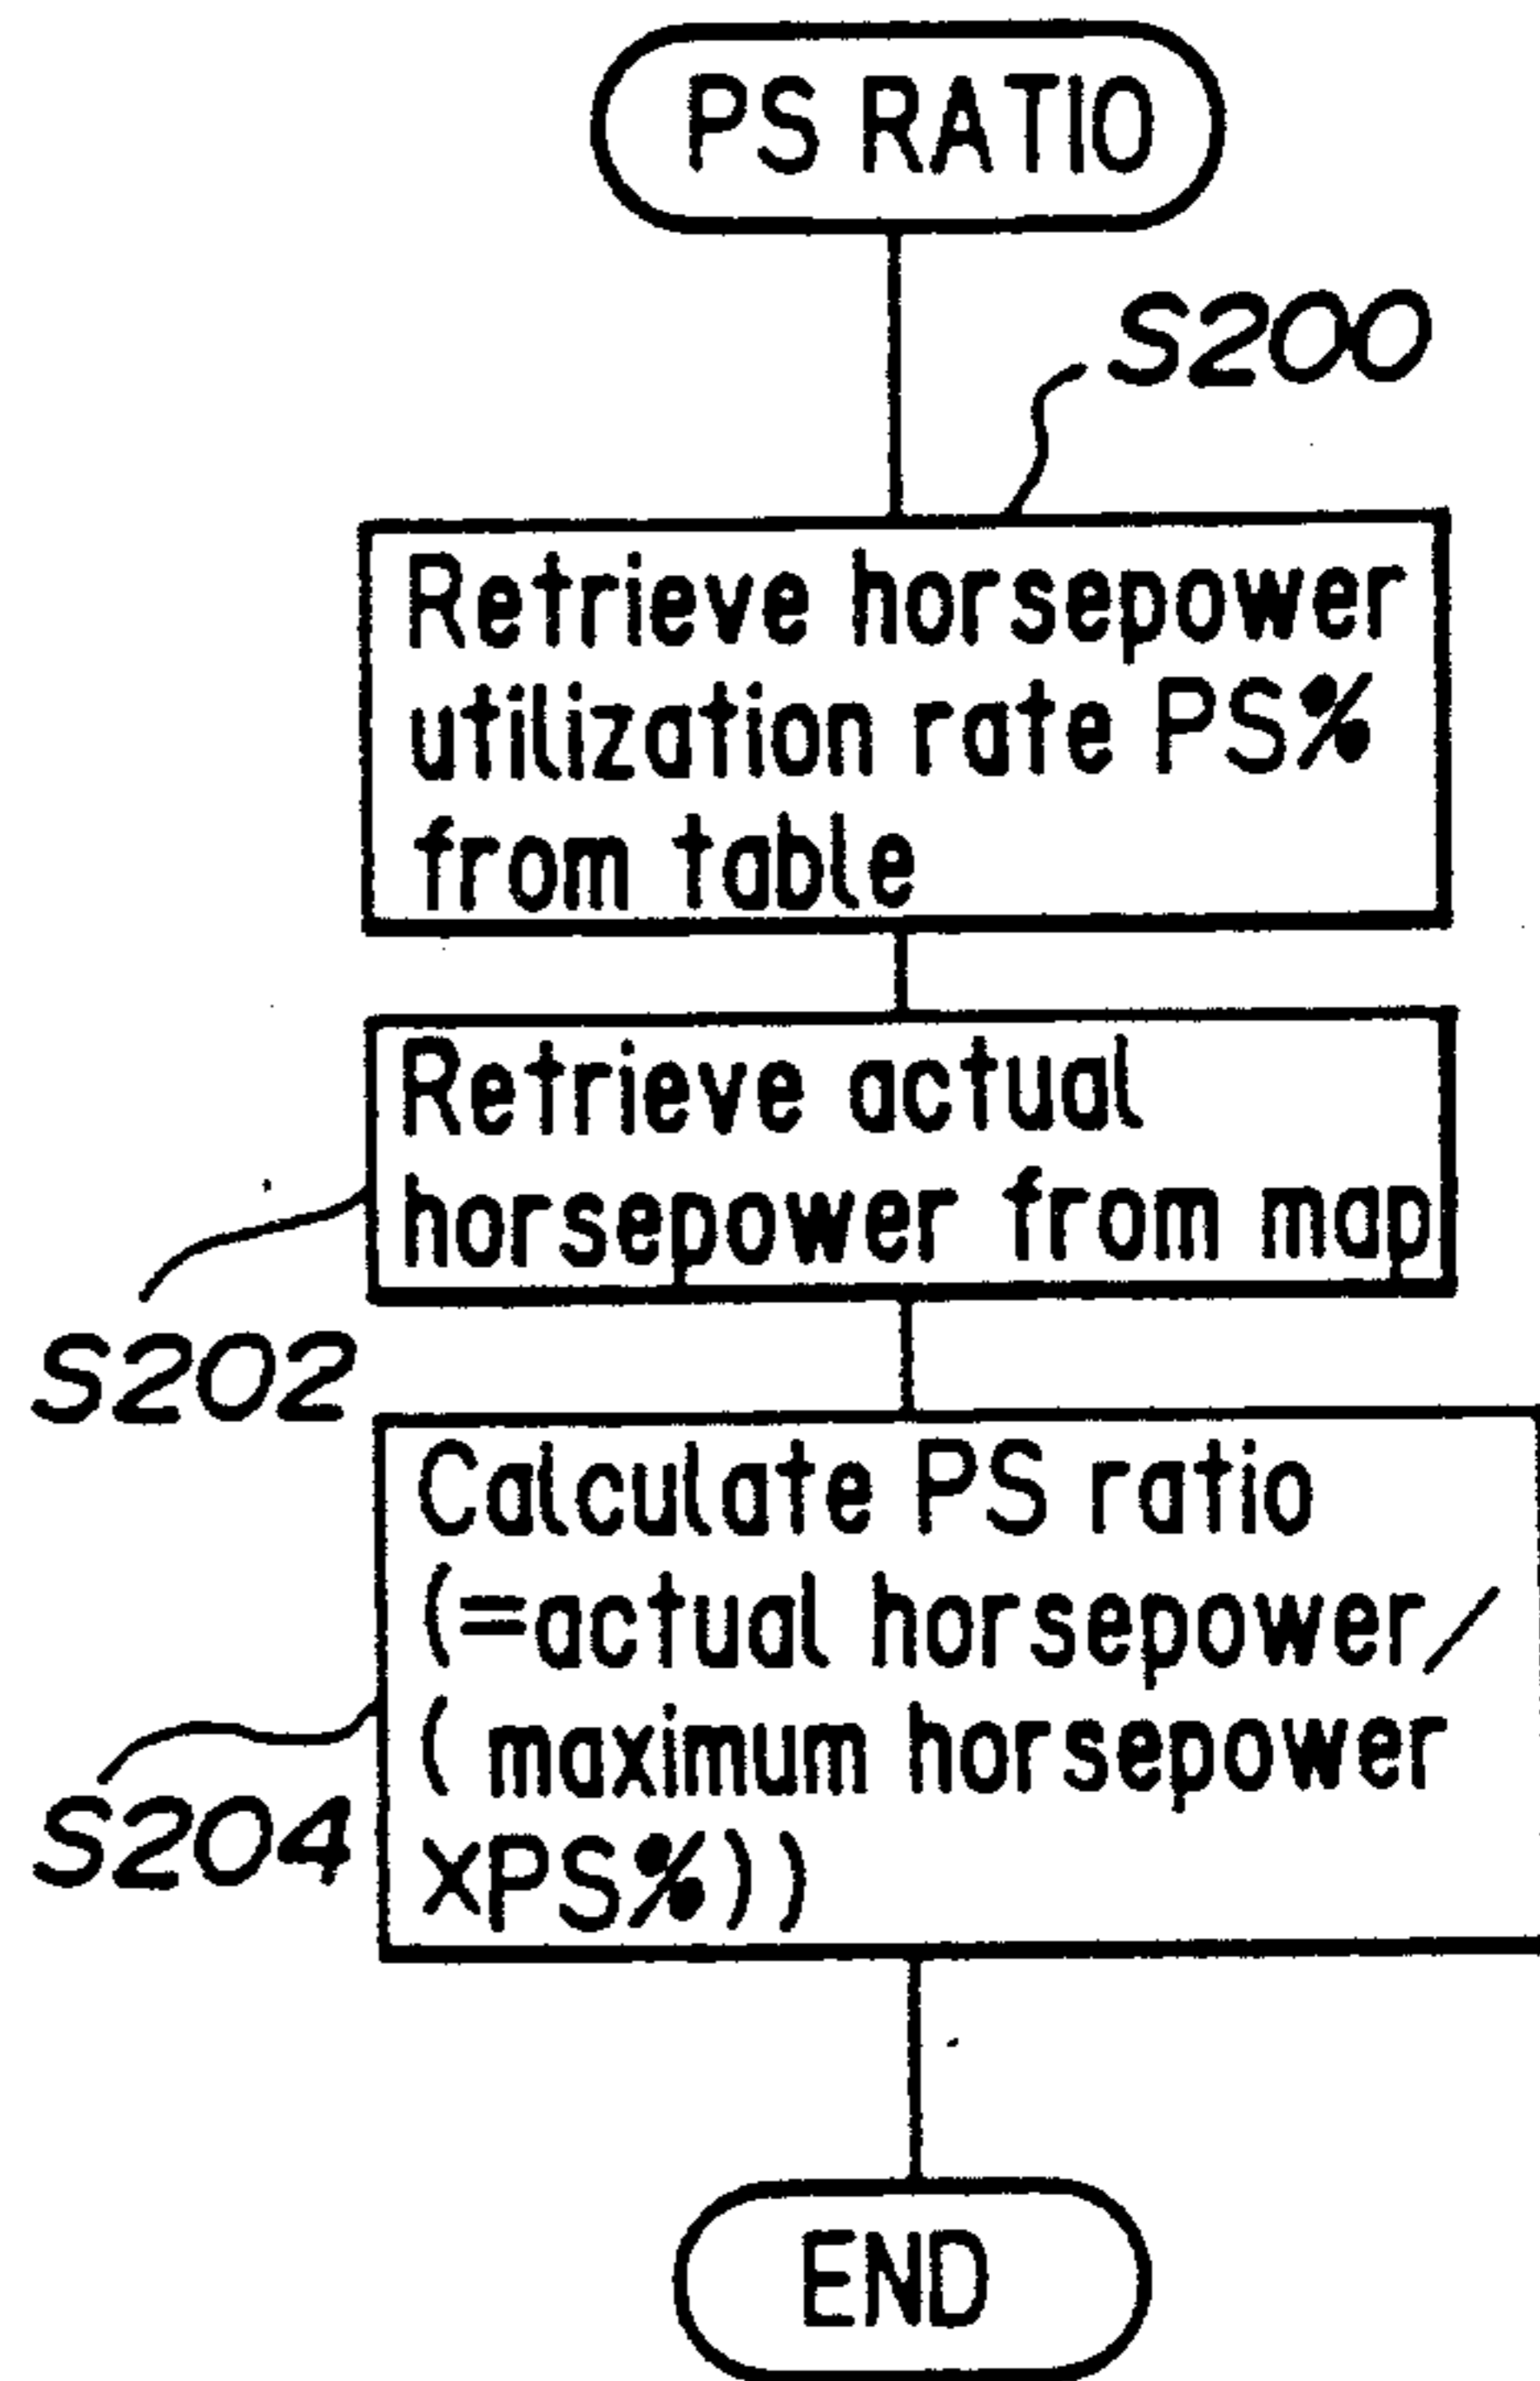 PS RATIO
S200
Retrieve horsepower
utilization rate PS%
from table
Retrieve actual
horsepower from map
S202
Calculate PS ratio
(=actual horsepower/
( maximum horsepower
xPS%))
S204
END